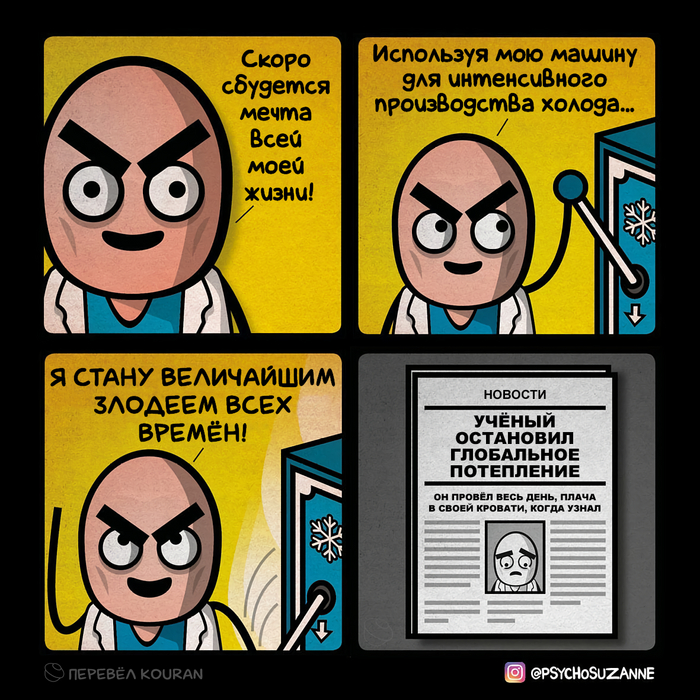 Скоро
сбудется
мечта
всей
моей
жизни!
Используя мою машину
для интенсивного
производства холода...
Я СТАНУ ВЕЛИЧАЙШИМ
ЗЛОДЕЕМ ВСЕХ
ВРЕМЁН!
НОВОСТИ
УЧЁНЫЙ
ОСТАНОВИЛ
ГЛОБАЛЬНОЕ
ПОТЕПЛЕНИЕ
ОН ПРОВЁЛ ВЕСЬ ДЕНЬ, ПЛАЧА
В СВОЕЙ КРОВАТИ, КОГДА УЗНАЛ
ПЕРЕВЁЛ KOURAN
@PSYCHOSUZANNE